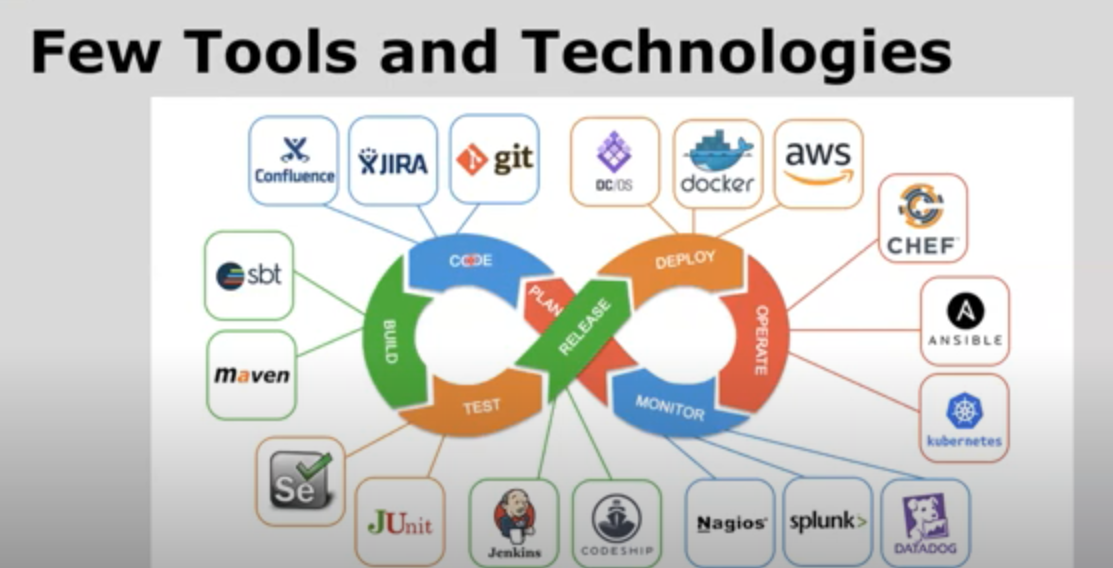 Few Tools and Technologies
Confluence
JIRA
git
DC/OS
docker
aws
CHEF
sbt
CODE
PLAN
RELEASE
DEPLOY
OPERATE
BUILD
maven
TEST
MONITOR
ANSIBLE
kubernetes
Se
JUnit
Jenkins
CODESHIP
Nagios
splunk>
DATADOG